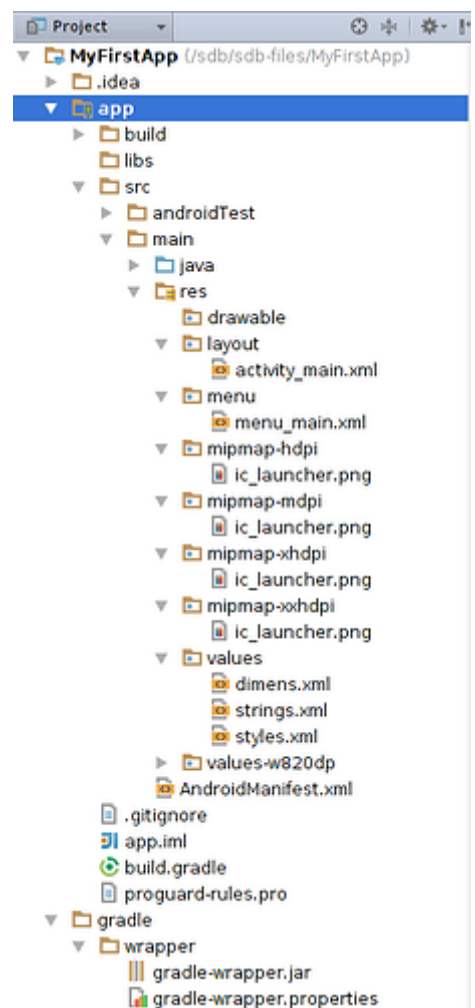 Project
MyFirstApp (/sdb/sdb-files/MyFirstApp)
.idea
app
build
libs
src
androidTest
main
java
res
drawable
layout
activity_main.xml
menu
menu_main.xml
mipmap-hdpi
ic_launcher.png
mipmap-mdpi
ic_launcher.png
mipmap-xhdpi
ic_launcher.png
mipmap-xxhdpi
ic_launcher.png
values
dimens.xml
strings.xml
styles.xml
values-w820dp
AndroidManifest.xml
.gitignore
app.iml
build.gradle
proguard-rules.pro
gradle
wrapper
gradle-wrapper.jar
gradle-wrapper.properties